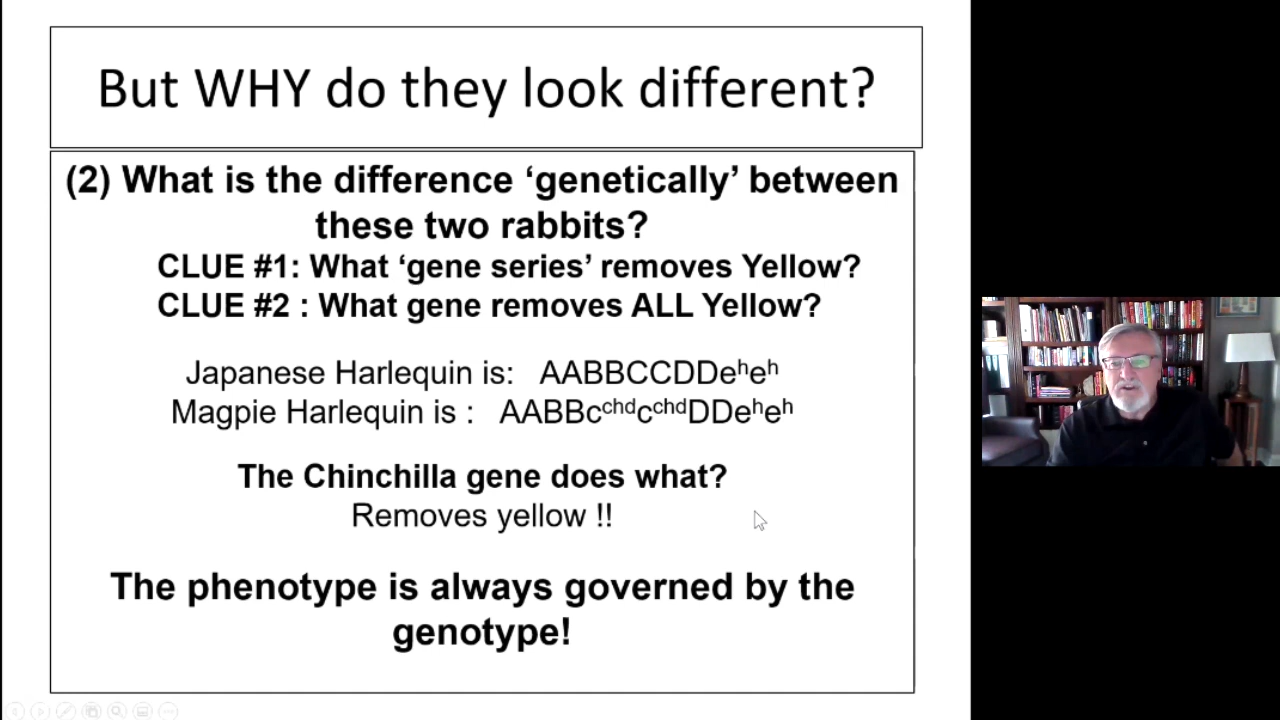 But WHY do they look different?
(2) What is the difference ‘genetically’ between
these two rabbits?
CLUE #1: What ‘gene series’ removes Yellow?
CLUE #2 : What gene removes ALL Yellow?
Japanese Harlequin is: AABBCCDDeʰeʰ
Magpie Harlequin is : AABBcᶜʰᵈcᶜʰᵈDDeʰeʰ
The Chinchilla gene does what?
Removes yellow !!
The phenotype is always governed by the
genotype!